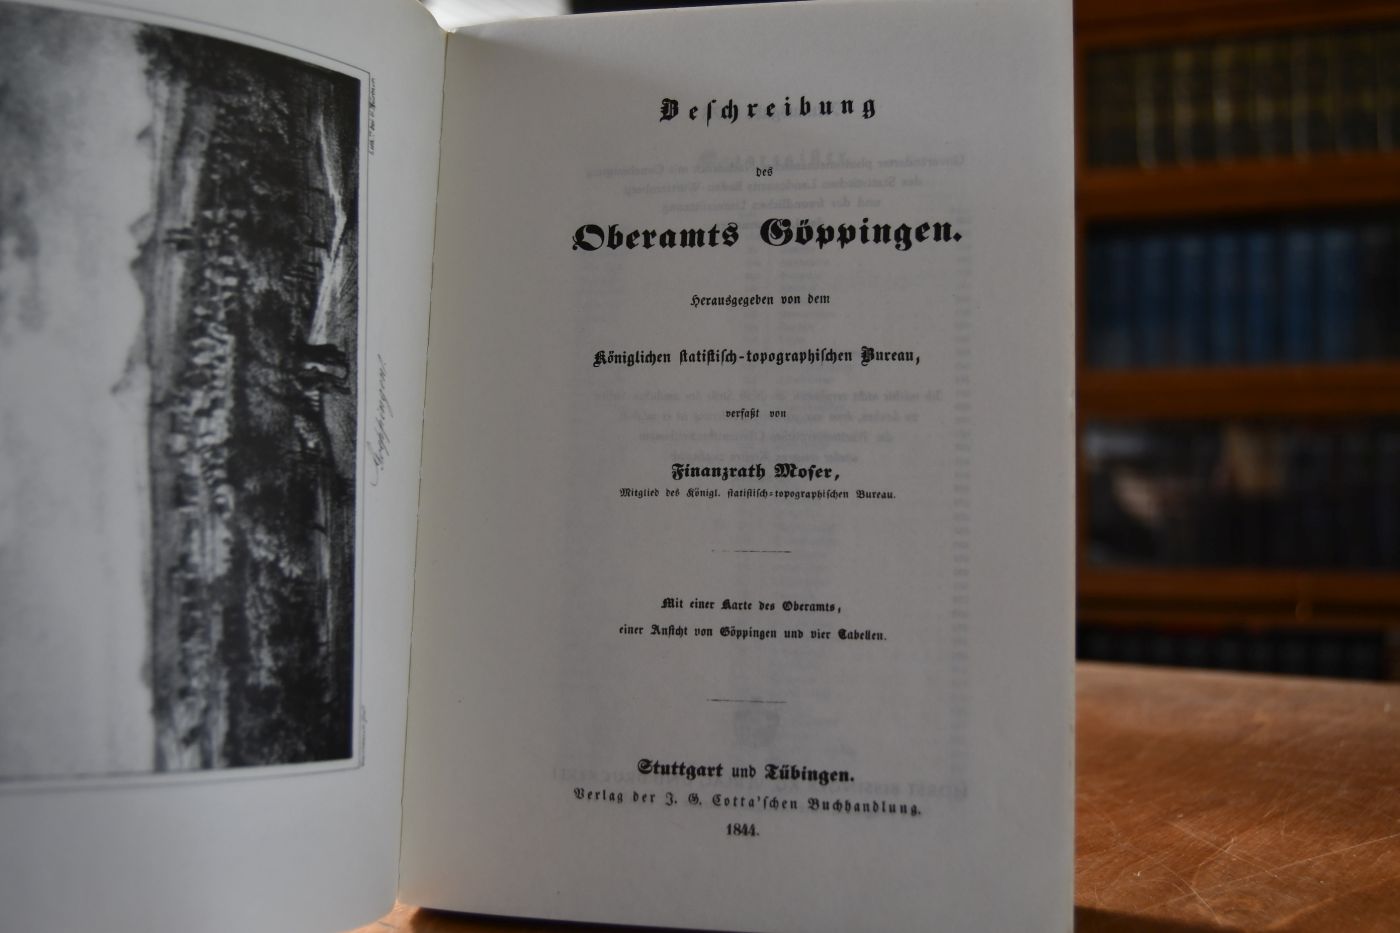 Göppingen.
Beſchreibung
des
Oberamts Göppingen.
Herausgegeben von dem
Königlichen ſtatiſtiſch-topographiſchen Bureau,
verfaßt von
Finanzrath Moſer,
Mitglied des Königl. ſtatiſtiſch-topographiſchen Bureau.
Mit einer Karte des Oberamts,
einer Anſicht von Göppingen und vier Tabellen.
Stuttgart und Tübingen.
Verlag der J. G. Cotta'ſchen Buchhandlung.
1844.